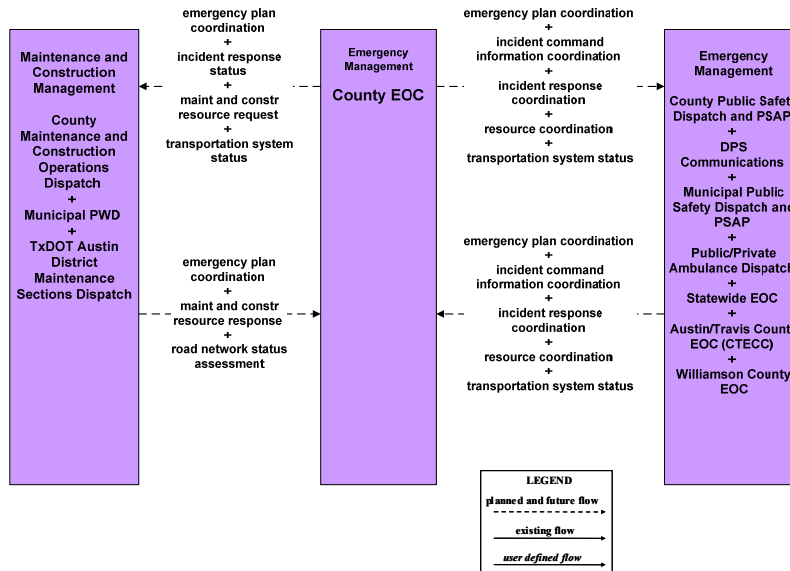 Maintenance and
Construction
Management
County
Maintenance and
Construction
Operations
Dispatch
+
Municipal PWD
+
TxDOT Austin
District
Maintenance
Sections Dispatch
emergency plan
coordination
+
incident response
status
+
maint and constr
resource request
+
transportation system
status
emergency plan
coordination
+
maint and constr
resource response
+
road network status
assessment
Emergency
Management
County EOC
emergency plan coordination
+
incident command
information coordination
+
incident response
coordination
+
resource coordination
+
transportation system status
emergency plan coordination
+
incident command
information coordination
+
incident response
coordination
+
resource coordination
+
transportation system status
Emergency
Management
County Public Safety
Dispatch and PSAP
+
DPS
Communications
+
Municipal Public
Safety Dispatch and
PSAP
+
Public/Private
Ambulance Dispatch
+
Statewide EOC
+
Austin/Travis County
EOC (CTECC)
+
Williamson County
EOC
LEGEND
planned and future flow
existing flow
user defined flow